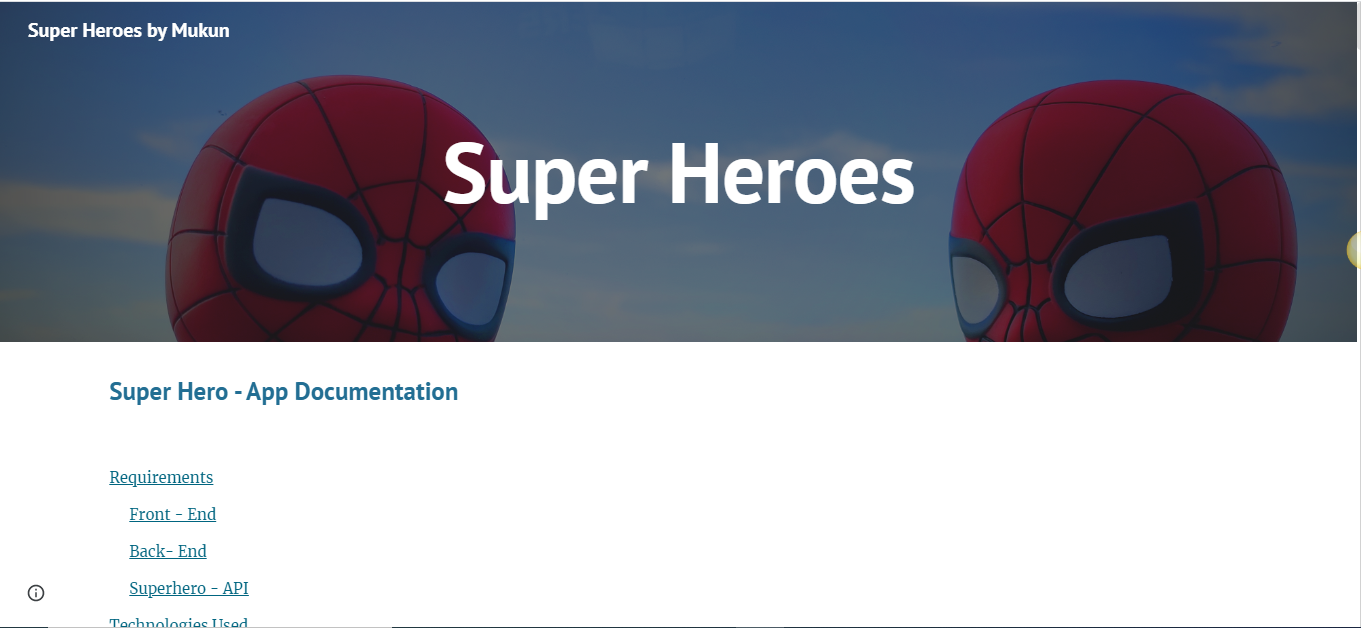 Super Heroes by Mukun
Super Heroes
Super Hero - App Documentation
Requirements
Front - End
Back- End
Superhero - API
Technologies Used